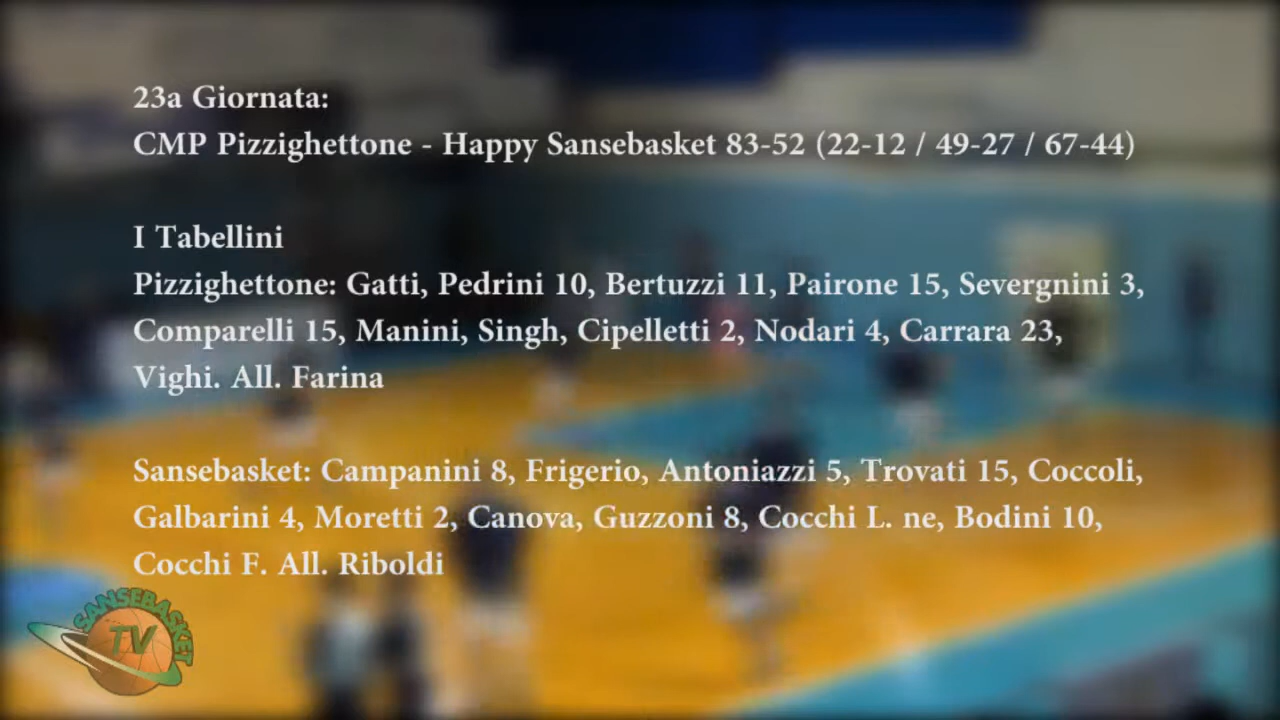 23a Giornata:
CMP Pizzighettone - Happy Sansebasket 83-52 (22-12 / 49-27 / 67-44)
I Tabellini
Pizzighettone: Gatti, Pedrini 10, Bertuzzi 11, Pairone 15, Severgnini 3,
Comparelli 15, Manini, Singh, Cipelletti 2, Nodari 4, Carrara 23,
Vighi. All. Farina
Sansebasket: Campanini 8, Frigerio, Antoniazzi 5, Trovati 15, Coccoli,
Galbarini 4, Moretti 2, Canova, Guzzoni 8, Cocchi L. ne, Bodini 10,
Cocchi F. All. Riboldi
SANSEBASKET
TV